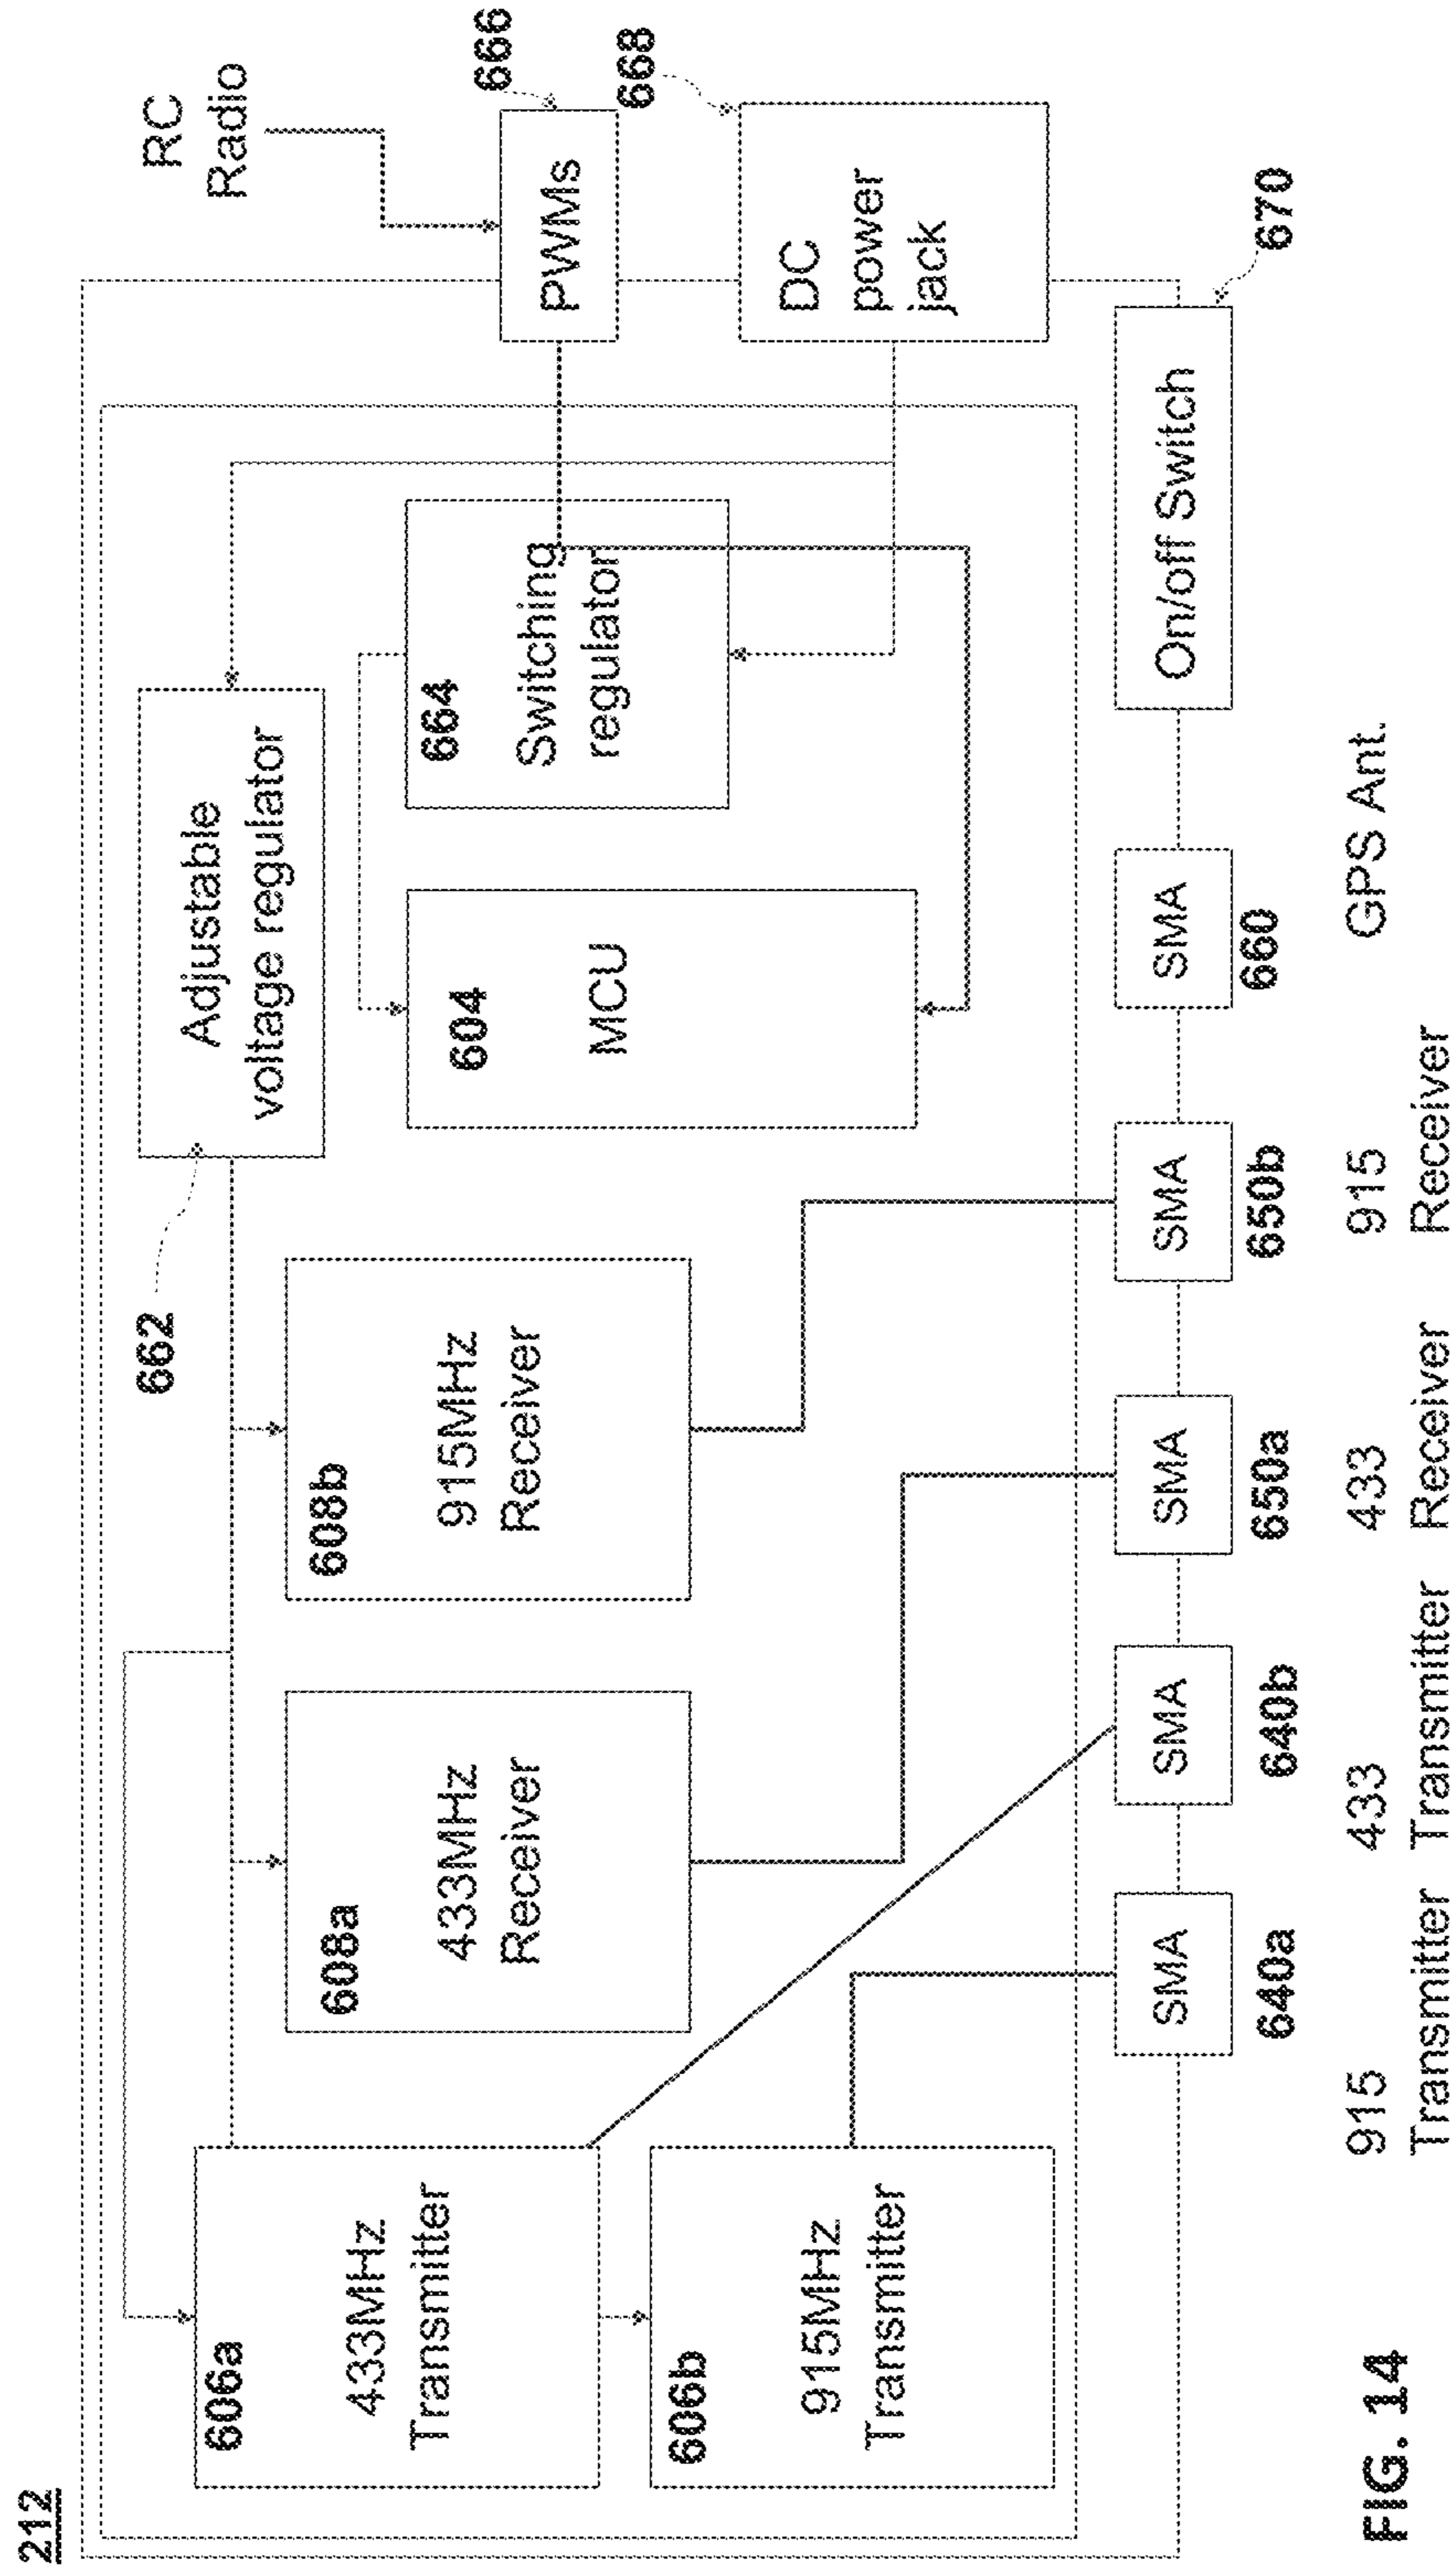 212
606a
433MHz
Transmitter
606b
915MHz
Transmitter
608a
433MHz
Receiver
608b
915MHz
Receiver
662
Adjustable
voltage regulator
604
MCU
664
Switching
regulator
RC
Radio
PWMs
666
668
DC
power
jack
On/off Switch
670
SMA
640a
SMA
640b
SMA
650a
SMA
650b
SMA
660
915
Transmitter
433
Transmitter
433
Receiver
915
Receiver
GPS Ant.
FIG. 14